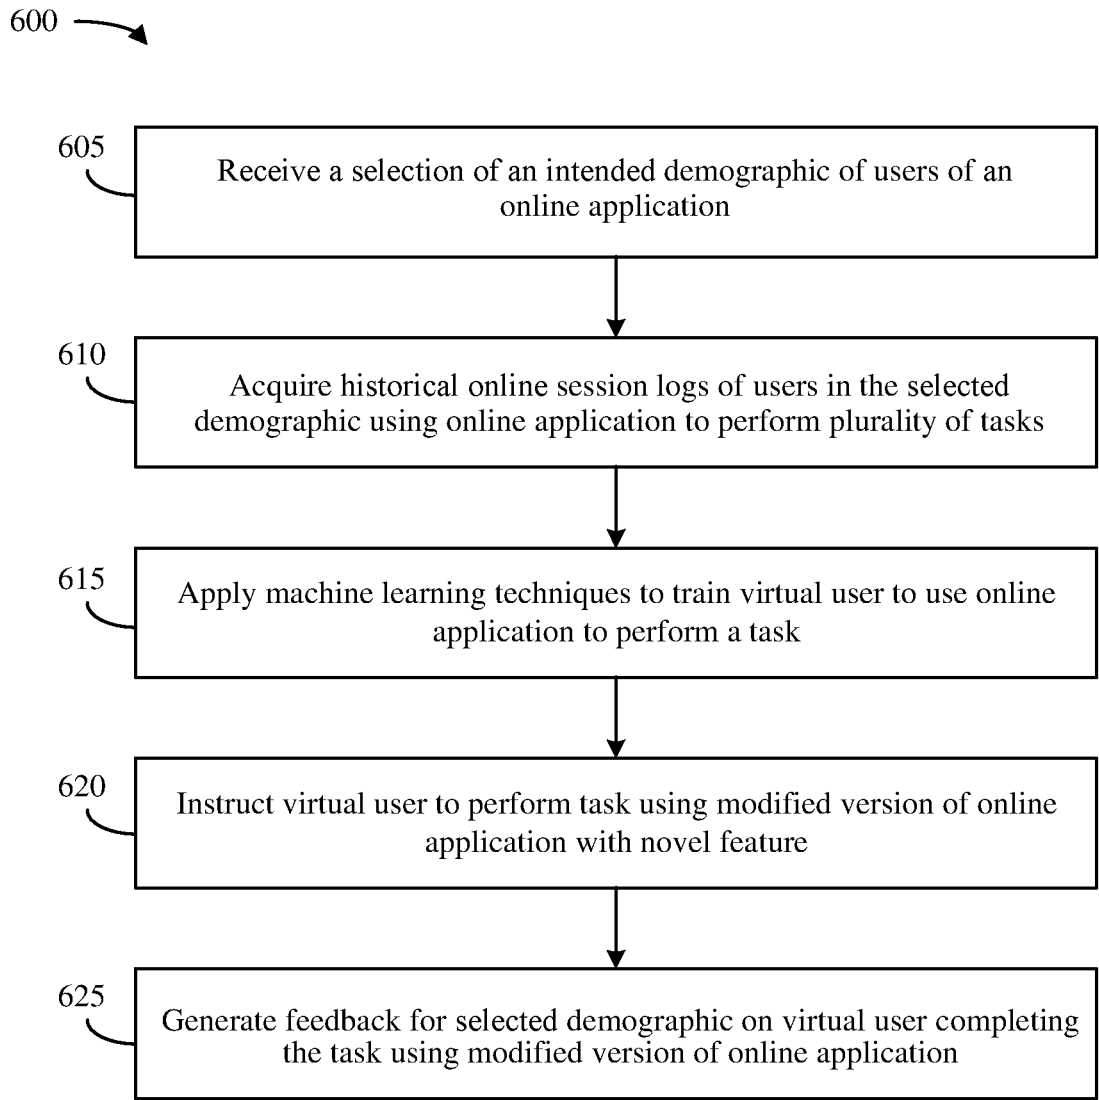 600
605
Receive a selection of an intended demographic of users of an
online application
610
Acquire historical online session logs of users in the selected
demographic using online application to perform plurality of tasks
615
Apply machine learning techniques to train virtual user to use online
application to perform a task
620
Instruct virtual user to perform task using modified version of online
application with novel feature
625
Generate feedback for selected demographic on virtual user completing
the task using modified version of online application